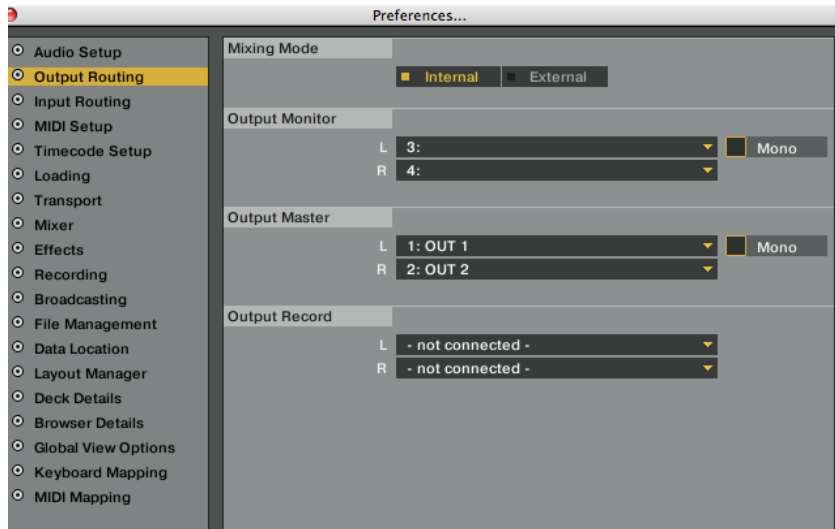 Preferences...
Audio Setup
Output Routing
Input Routing
MIDI Setup
Timecode Setup
Loading
Transport
Mixer
Effects
Recording
Broadcasting
File Management
Data Location
Layout Manager
Deck Details
Browser Details
Global View Options
Keyboard Mapping
MIDI Mapping
Mixing Mode
Internal External
Output Monitor
L 3: Mono
R 4:
Output Master
L 1: OUT 1 Mono
R 2: OUT 2
Output Record
L - not connected -
R - not connected -